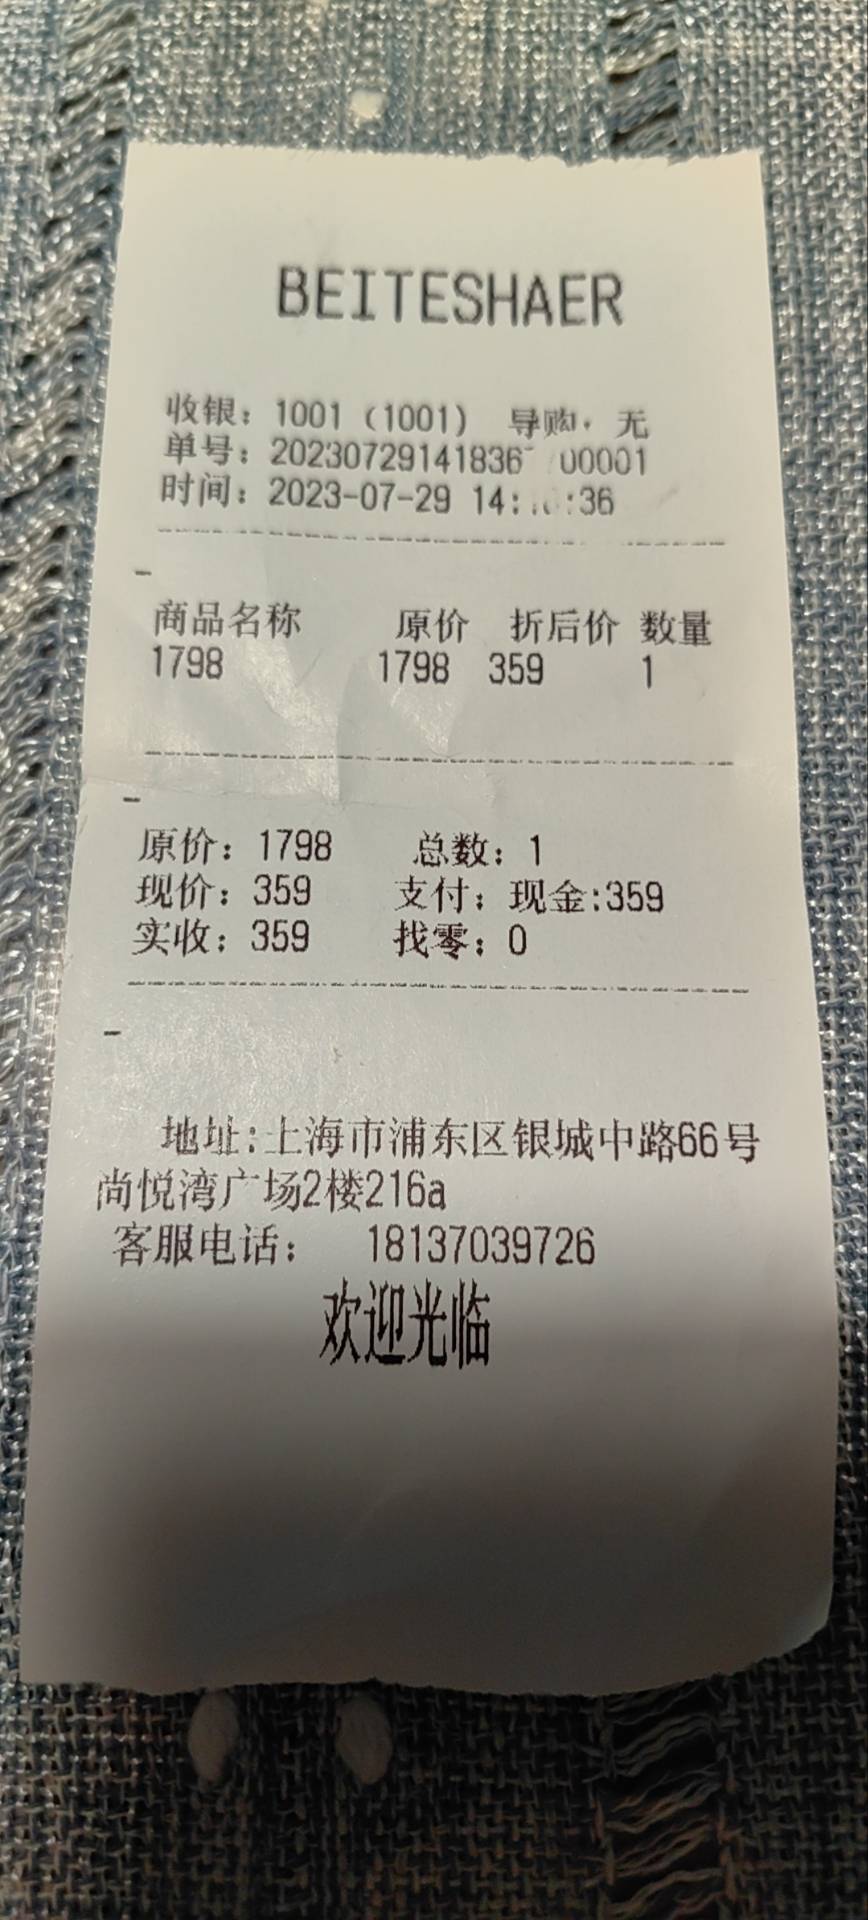 BEITESHAER
收银：1001（1001） 导购：无
单号：20230729141836 00001
时间：2023-07-29
商品名称 原价 折后价 数量
1798 1798 359 1
原价：1798 总数：1
现价：359 支付：现金:359
实收：359 找零：0
地址:上海市浦东区银城中路66号
尚悦湾广场2楼216a
客服电话： 18137039726
欢迎光临